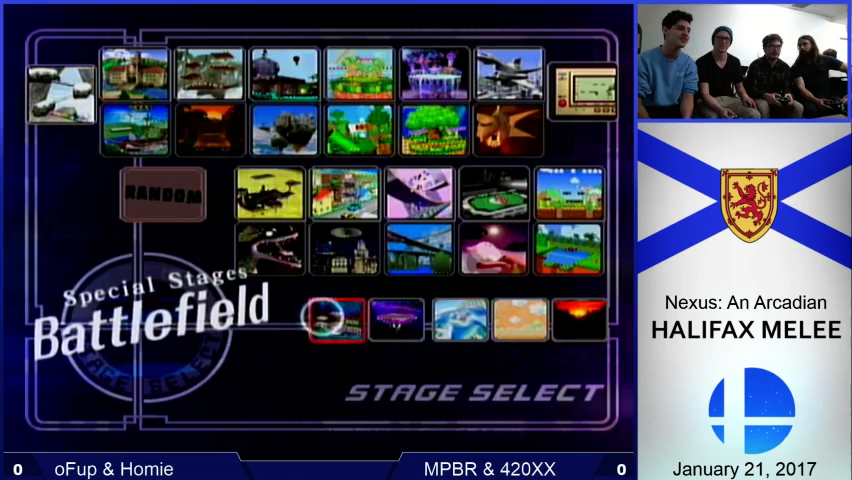 RANDOM
Special Stages
Battlefield
STAGE SELECT
0 oFup & Homie
MPBR & 420XX 0
Nexus: An Arcadian
HALIFAX MELEE
January 21, 2017